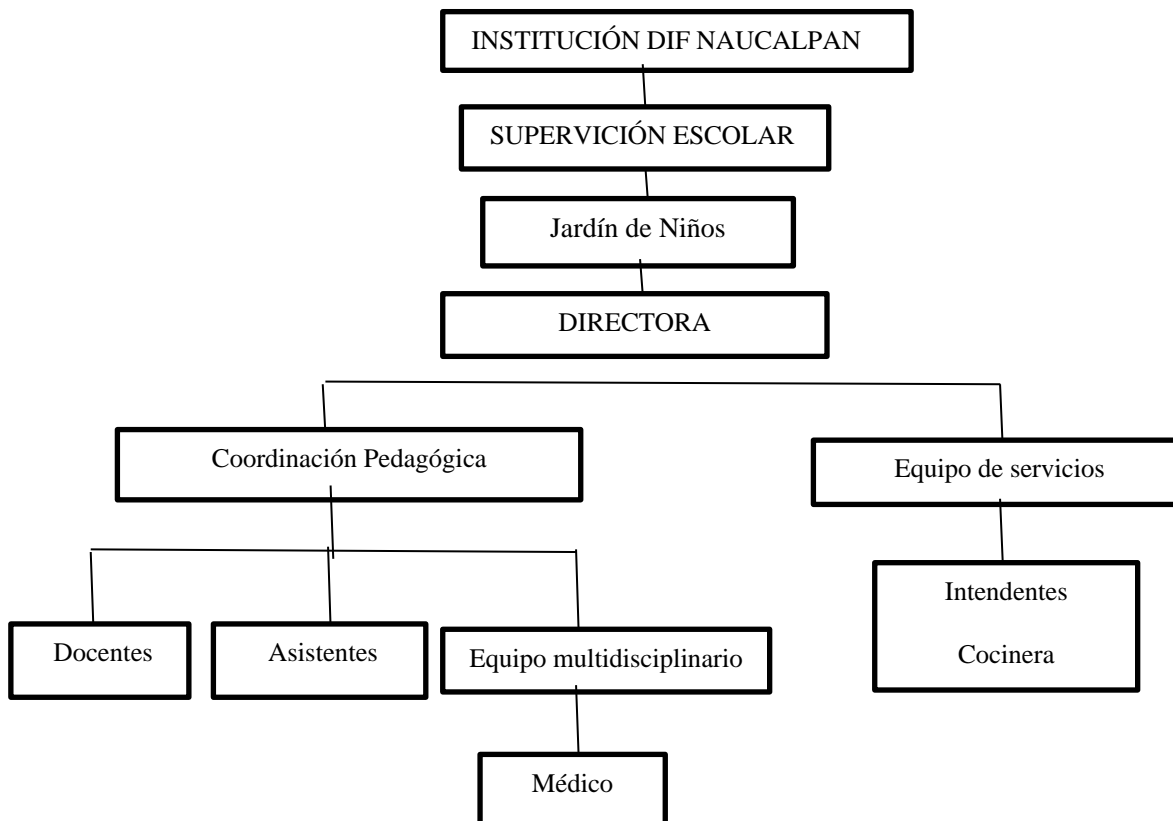 INSTITUCIÓN DIF NAUCALPAN
SUPERVICIÓN ESCOLAR
Jardín de Niños
DIRECTORA
Coordinación Pedagógica
Equipo de servicios
Intendentes
Cocinera
Docentes
Asistentes
Equipo multidisciplinario
Médico